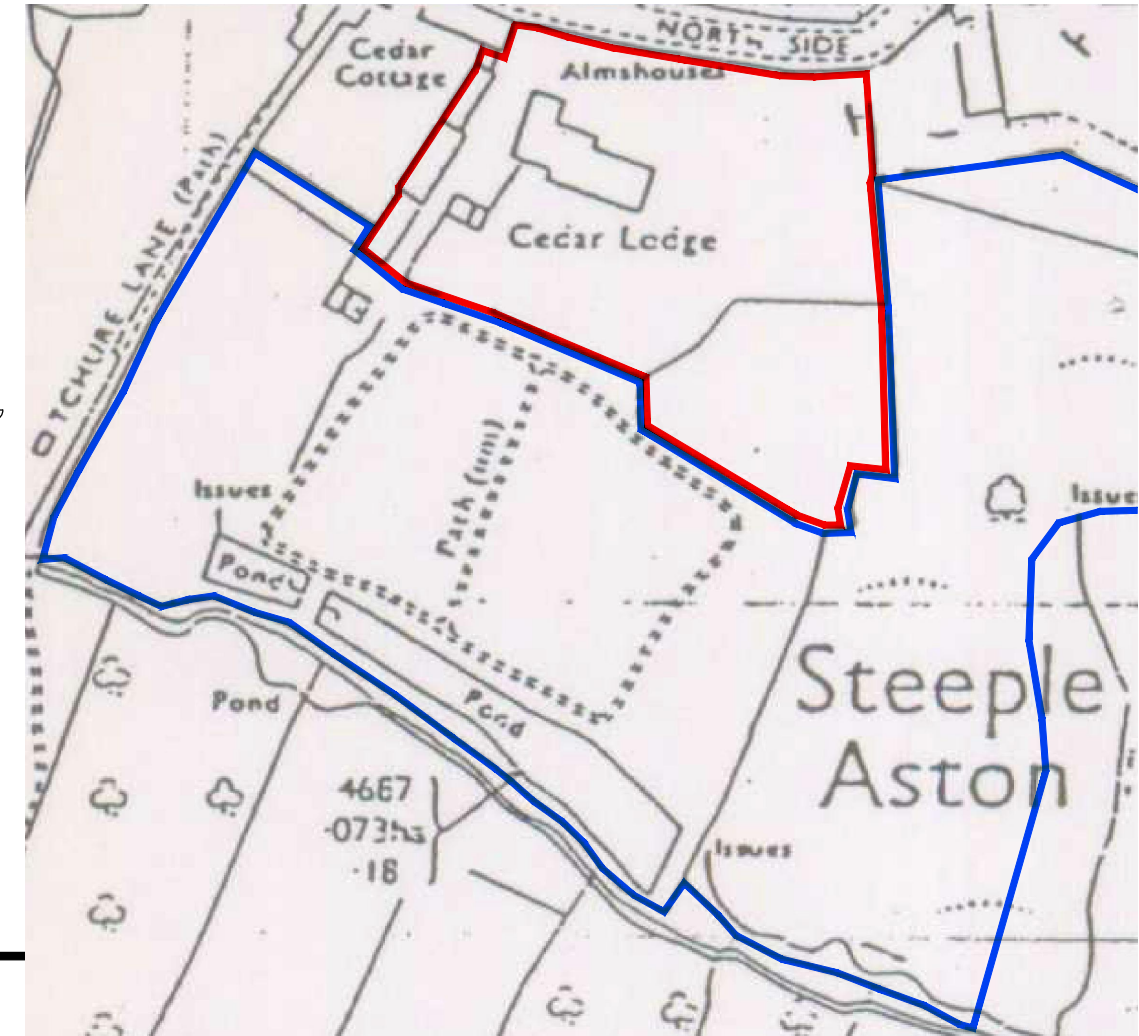 NORTH SIDE
Cedar
Cottage
Almshouses
Cedar Lodge
TCHURE LANE (Path)
Path (um)
Issues
Issues
Pond
Pond
Pond
Steeple
Aston
4667
·073ha
·18
Issues